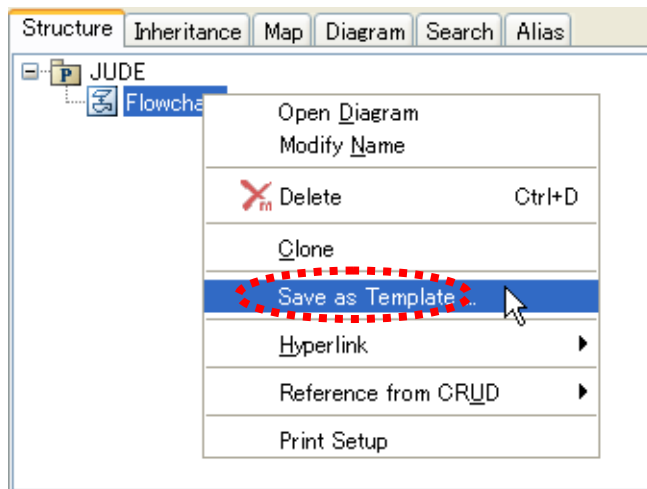 Structure Inheritance Map Diagram Search Alias
P JUDE
Flowcha
Open Diagram
Modify Name
Delete Ctrl+D
Clone
Save as Template ...
Hyperlink
Reference from CRUD
Print Setup